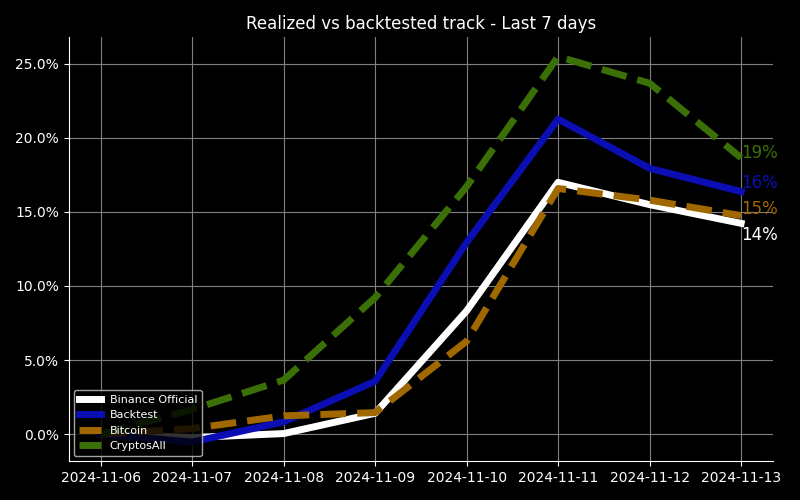 Realized vs backtested track - Last 7 days
25.0%
20.0%
15.0%
10.0%
5.0%
0.0%
19%
16%
15%
14%
Binance Official
Backtest
Bitcoin
CryptosAll
2024-11-06 2024-11-07 2024-11-08 2024-11-09 2024-11-10 2024-11-11 2024-11-12 2024-11-13